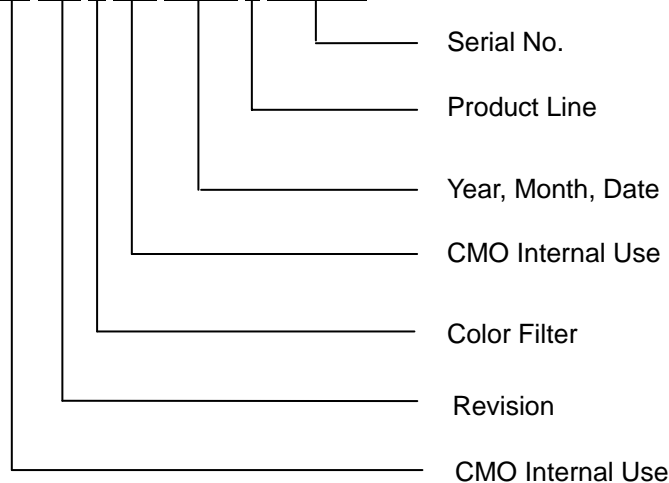 Serial No.
Product Line
Year, Month, Date
CMO Internal Use
Color Filter
Revision
CMO Internal Use